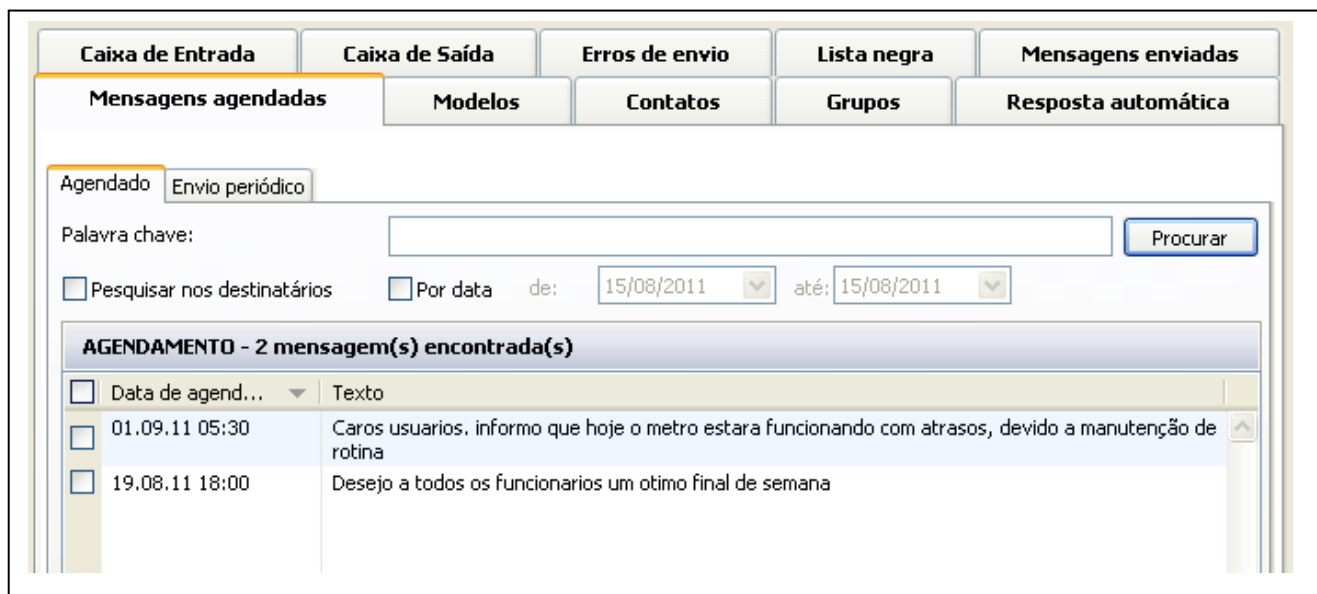 Caixa de Entrada Caixa de Saída Erros de envio Lista negra Mensagens enviadas
Mensagens agendadas Modelos Contatos Grupos Resposta automática
Agendado Envio periódico
Palavra chave: Procurar
Pesquisar nos destinatários Por data de: 15/08/2011 até: 15/08/2011
AGENDAMENTO - 2 mensagem(s) encontrada(s)
Data de agend... Texto
01.09.11 05:30 Caros usuarios. informo que hoje o metro estara funcionando com atrasos, devido a manutenção de
rotina
19.08.11 18:00 Desejo a todos os funcionarios um otimo final de semana